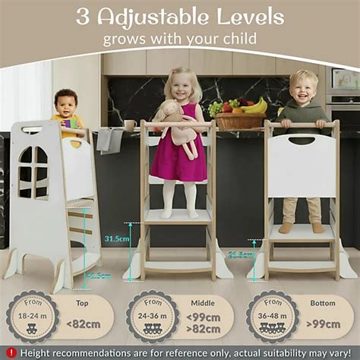 3 Adjustable Levels
grows with your child
31.5cm
From
18-24 m
Top
<82cm
From
24-36 m
Middle
<99cm
>82cm
From
36-48 m
Bottom
>99cm
! Height recommendations are for reference only, actual suitability may vary!